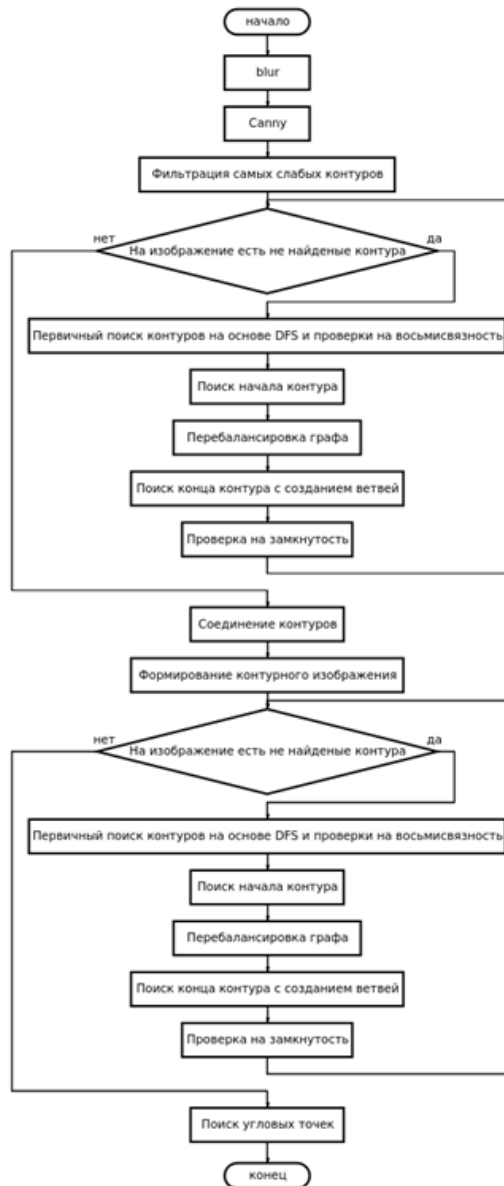 начало
blur
Canny
Фильтрация самых слабых контуров
нет
да
На изображение есть не найденые контура
Первичный поиск контуров на основе DFS и проверки на восьмисвязность
Поиск начала контура
Перебалансировка графа
Поиск конца контура с созданием ветвей
Проверка на замкнутость
Соединение контуров
Формирование контурного изображения
нет
да
На изображение есть не найденые контура
Первичный поиск контуров на основе DFS и проверки на восьмисвязность
Поиск начала контура
Перебалансировка графа
Поиск конца контура с созданием ветвей
Проверка на замкнутость
Поиск угловых точек
конец